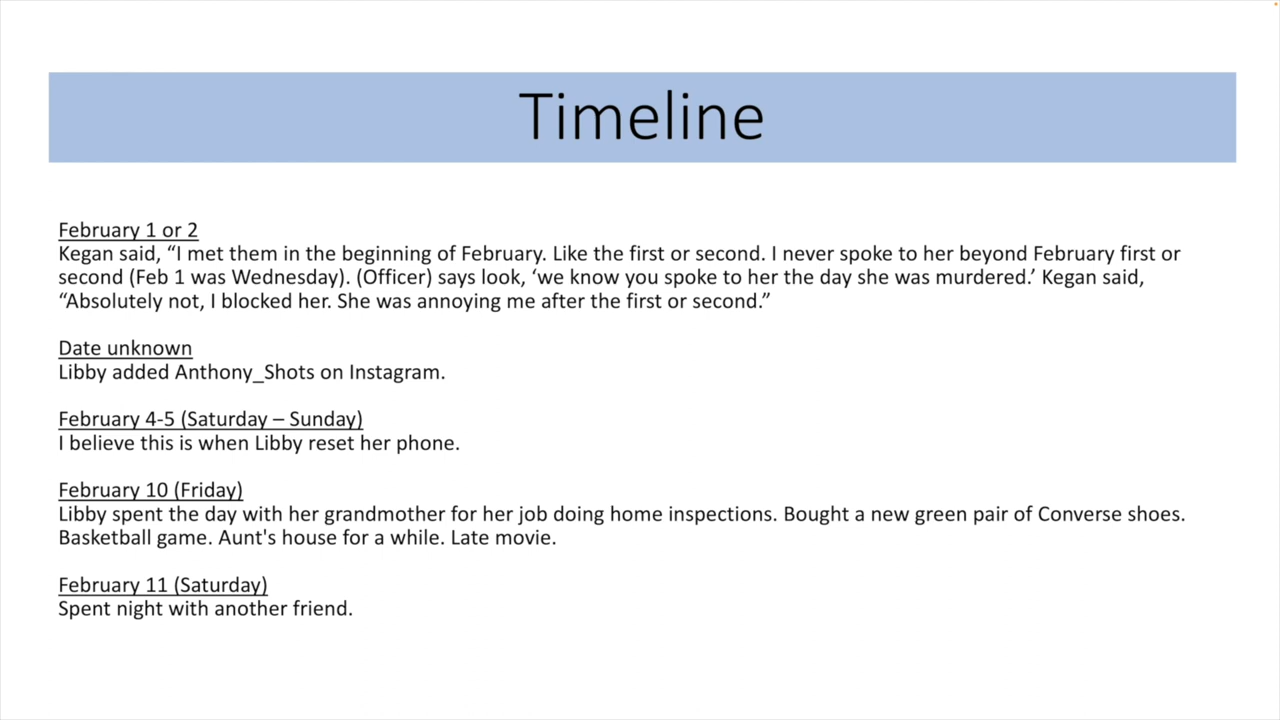 Timeline
February 1 or 2
Kegan said, “I met them in the beginning of February. Like the first or second. I never spoke to her beyond February first or
second (Feb 1 was Wednesday). (Officer) says look, ‘we know you spoke to her the day she was murdered.’ Kegan said,
“Absolutely not, I blocked her. She was annoying me after the first or second.”
Date unknown
Libby added Anthony_Shots on Instagram.
February 4-5 (Saturday – Sunday)
I believe this is when Libby reset her phone.
February 10 (Friday)
Libby spent the day with her grandmother for her job doing home inspections. Bought a new green pair of Converse shoes.
Basketball game. Aunt's house for a while. Late movie.
February 11 (Saturday)
Spent night with another friend.